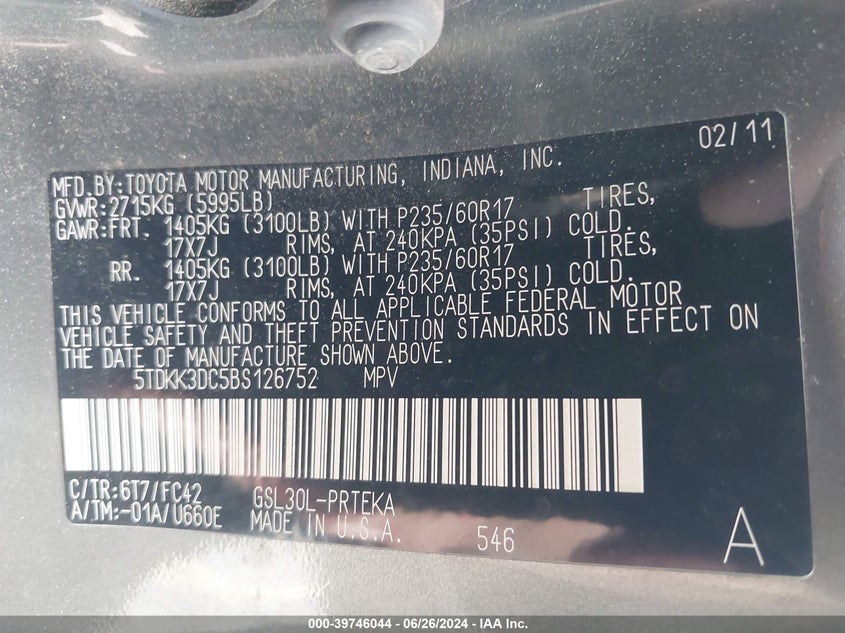 02/11
MFD.BY:TOYOTA MOTOR MANUFACTURING, INDIANA, INC.
GVWR:2715KG (5995LB)
GAWR:FRT. 1405KG (3100LB) WITH P235/60R17 TIRES,
17X7J RIMS, AT 240KPA (35PSI) COLD.
RR. 1405KG (3100LB) WITH P235/60R17 TIRES,
17X7J RIMS, AT 240KPA (35PSI) COLD.
THIS VEHICLE CONFORMS TO ALL APPLICABLE FEDERAL MOTOR
VEHICLE SAFETY AND THEFT PREVENTION STANDARDS IN EFFECT ON
THE DATE OF MANUFACTURE SHOWN ABOVE.
5TDKK3DC5BS126752 MPV
C/TR:6T7/FC42 GSL30L-PRTEKA
A/TM:-01A/U660E MADE IN U.S.A. 546 A
000-39746044 / 06/26/2024 - IAA Inc.